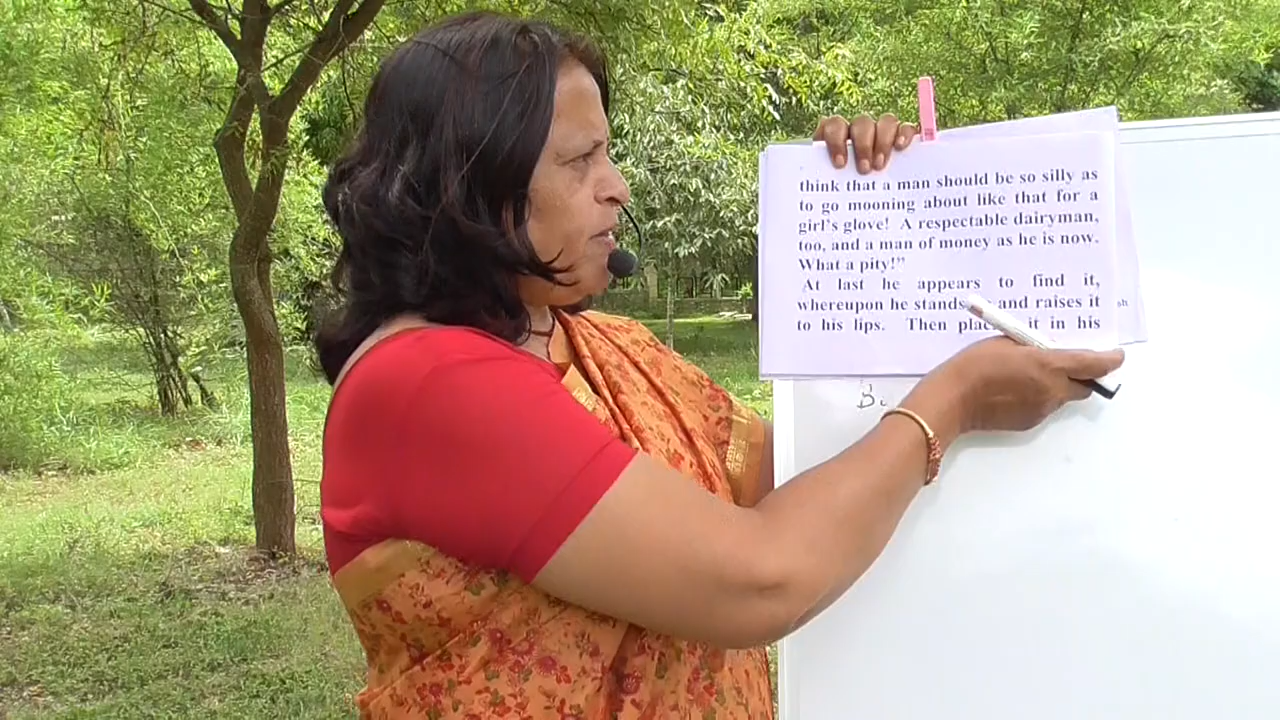 think that a man should be so silly as
to go mooning about like that for a
girl's glove! A respectable dairyman,
too, and a man of money as he is now.
What a pity!"
At last he appears to find it,
whereupon he stands and raises it
to his lips. Then it in his
sh